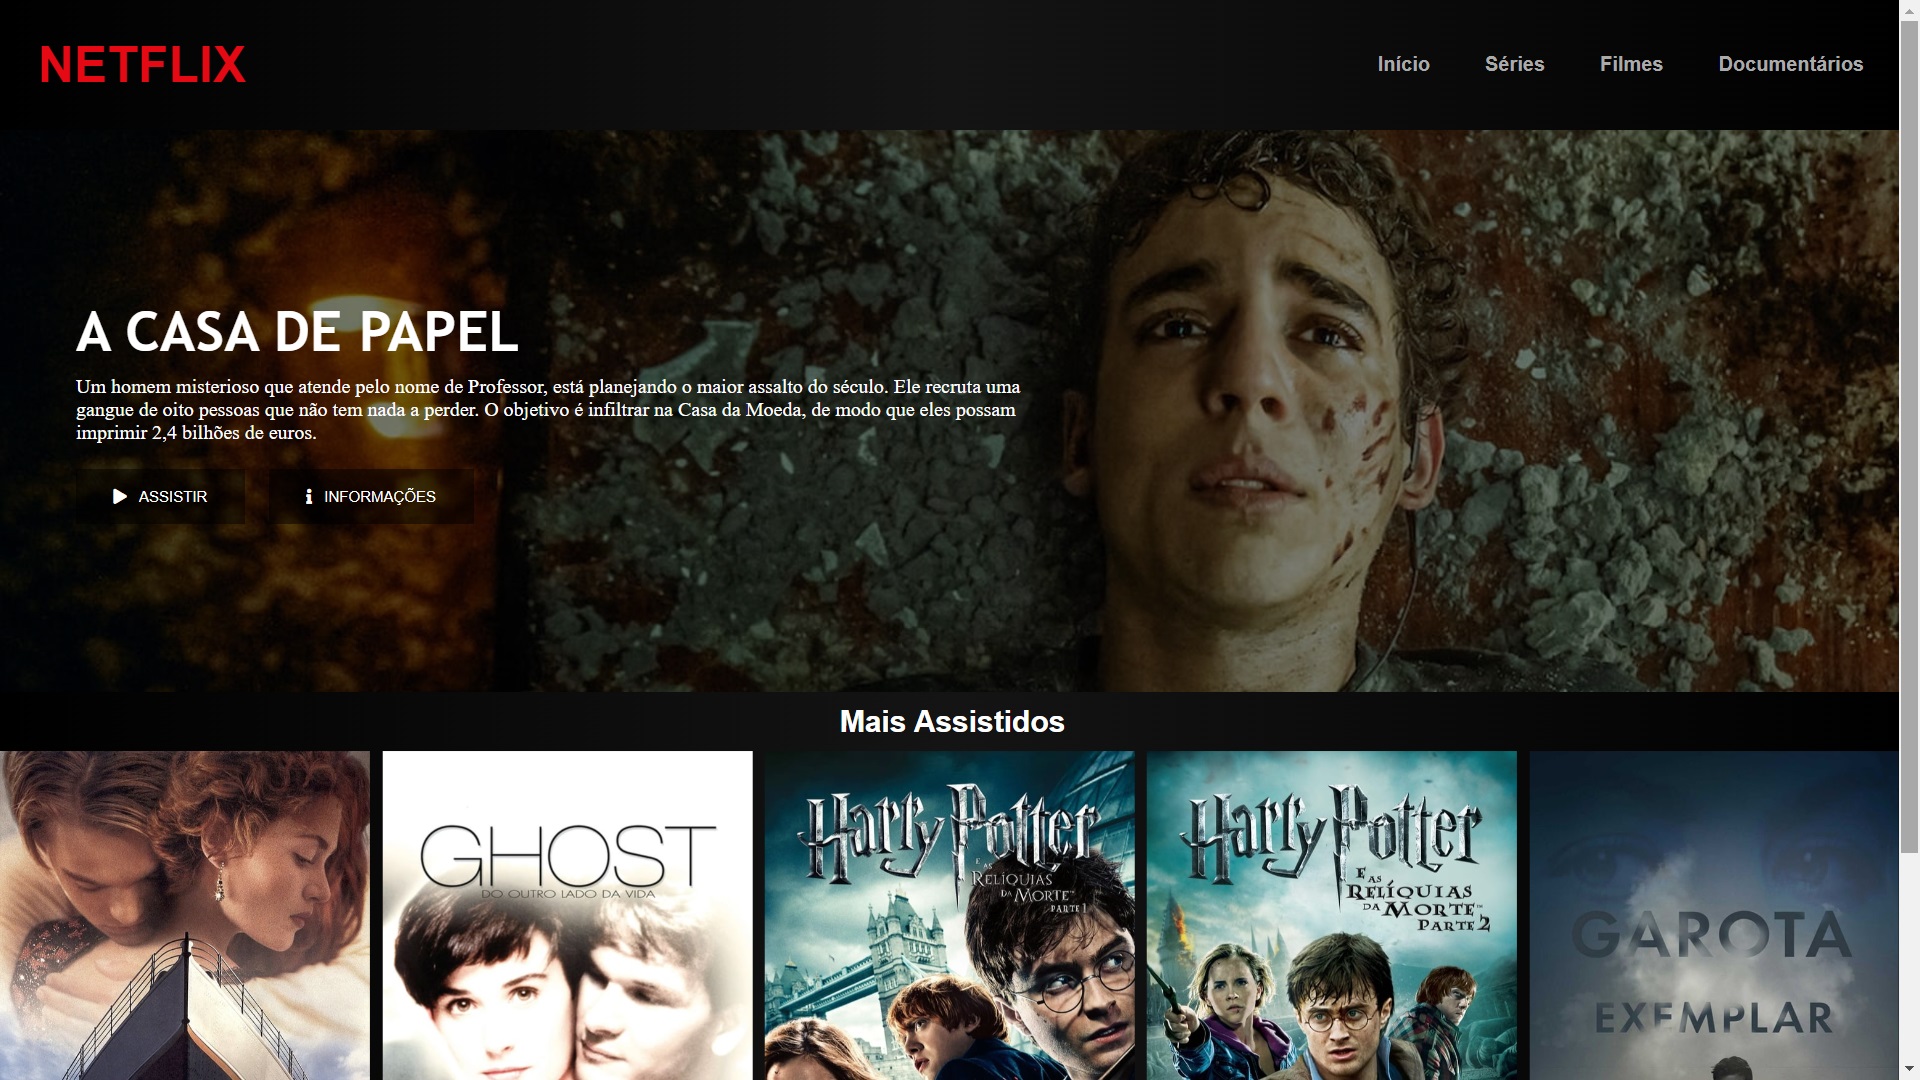 NETFLIX
Início Séries Filmes Documentários
A CASA DE PAPEL
Um homem misterioso que atende pelo nome de Professor, está planejando o maior assalto do século. Ele recruta uma
gangue de oito pessoas que não tem nada a perder. O objetivo é infiltrar na Casa da Moeda, de modo que eles possam
imprimir 2,4 bilhões de euros.
ASSISTIR INFORMAÇÕES
Mais Assistidos
GHOST
DO OUTRO LADO DA VIDA
Harry Potter
E AS
RELÍQUIAS
DA MORTE™
PARTE 1
Harry Potter
E AS
RELÍQUIAS
DA MORTE™
PARTE 2
GAROTA
EXEMPLAR